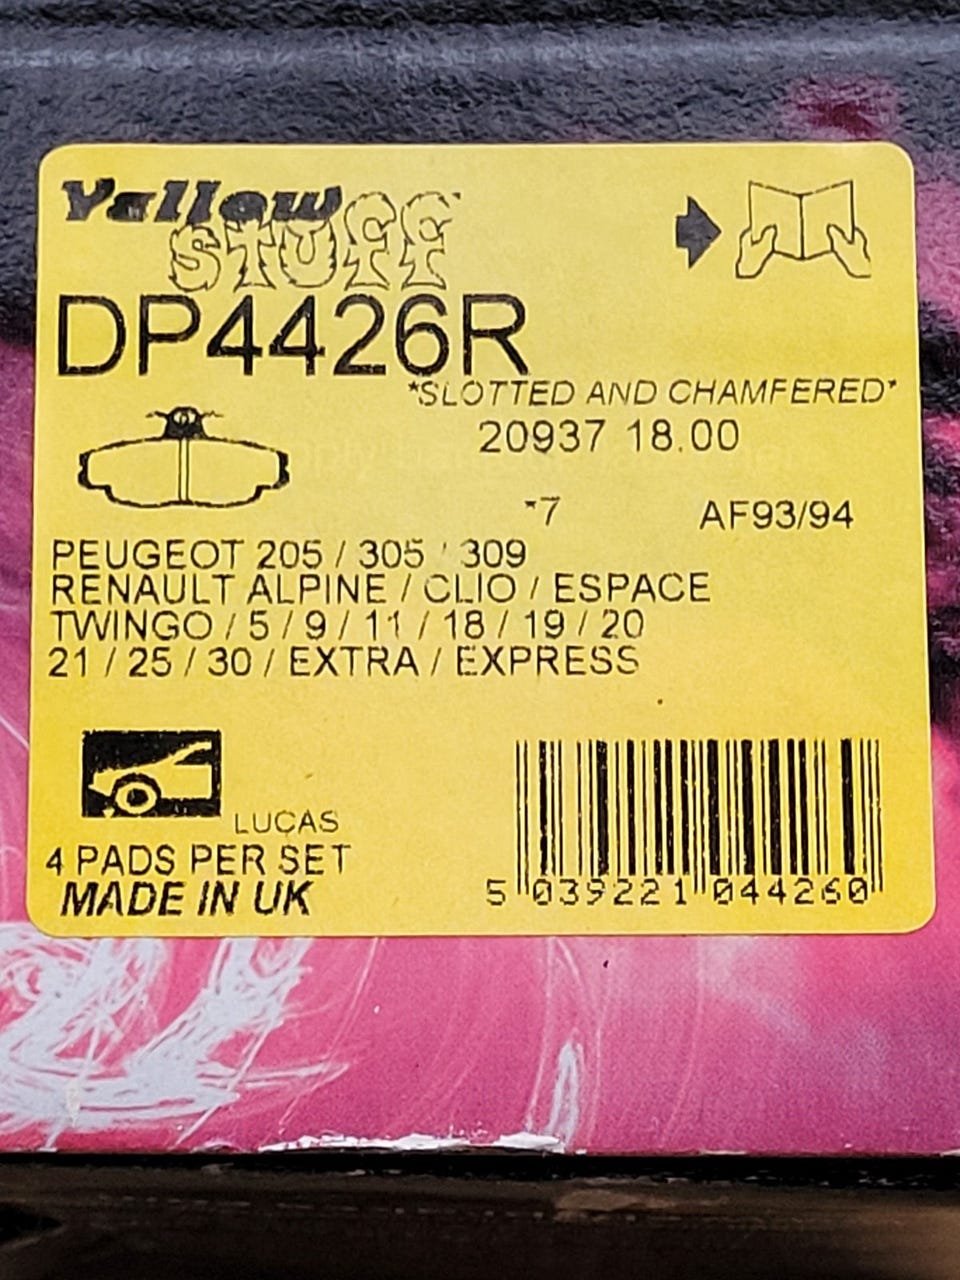 Yellow
STUFF
DP4426R
*SLOTTED AND CHAMFERED*
20937 18.00
*7 AF93/94
PEUGEOT 205 / 305 / 309
RENAULT ALPINE / CLIO / ESPACE
TWINGO / 5 / 9 / 11 / 18 / 19 / 20
21 / 25 / 30 / EXTRA / EXPRESS
LUCAS
4 PADS PER SET
MADE IN UK
5 039221 044260